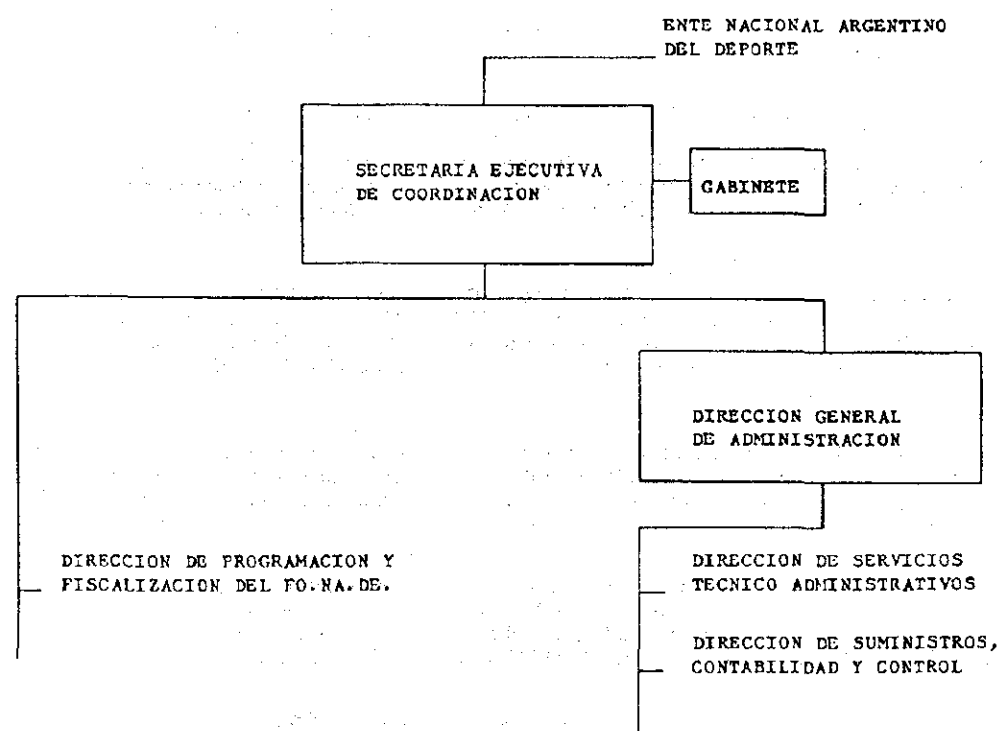 ENTE NACIONAL ARGENTINO
DEL DEPORTE
SECRETARIA EJECUTIVA
DE COORDINACION
GABINETE
DIRECCION GENERAL
DE ADMINISTRACION
DIRECCION DE PROGRAMACION Y
FISCALIZACION DEL FO.NA.DE.
DIRECCION DE SERVICIOS
TECNICO ADMINISTRATIVOS
DIRECCION DE SUMINISTROS,
CONTABILIDAD Y CONTROL